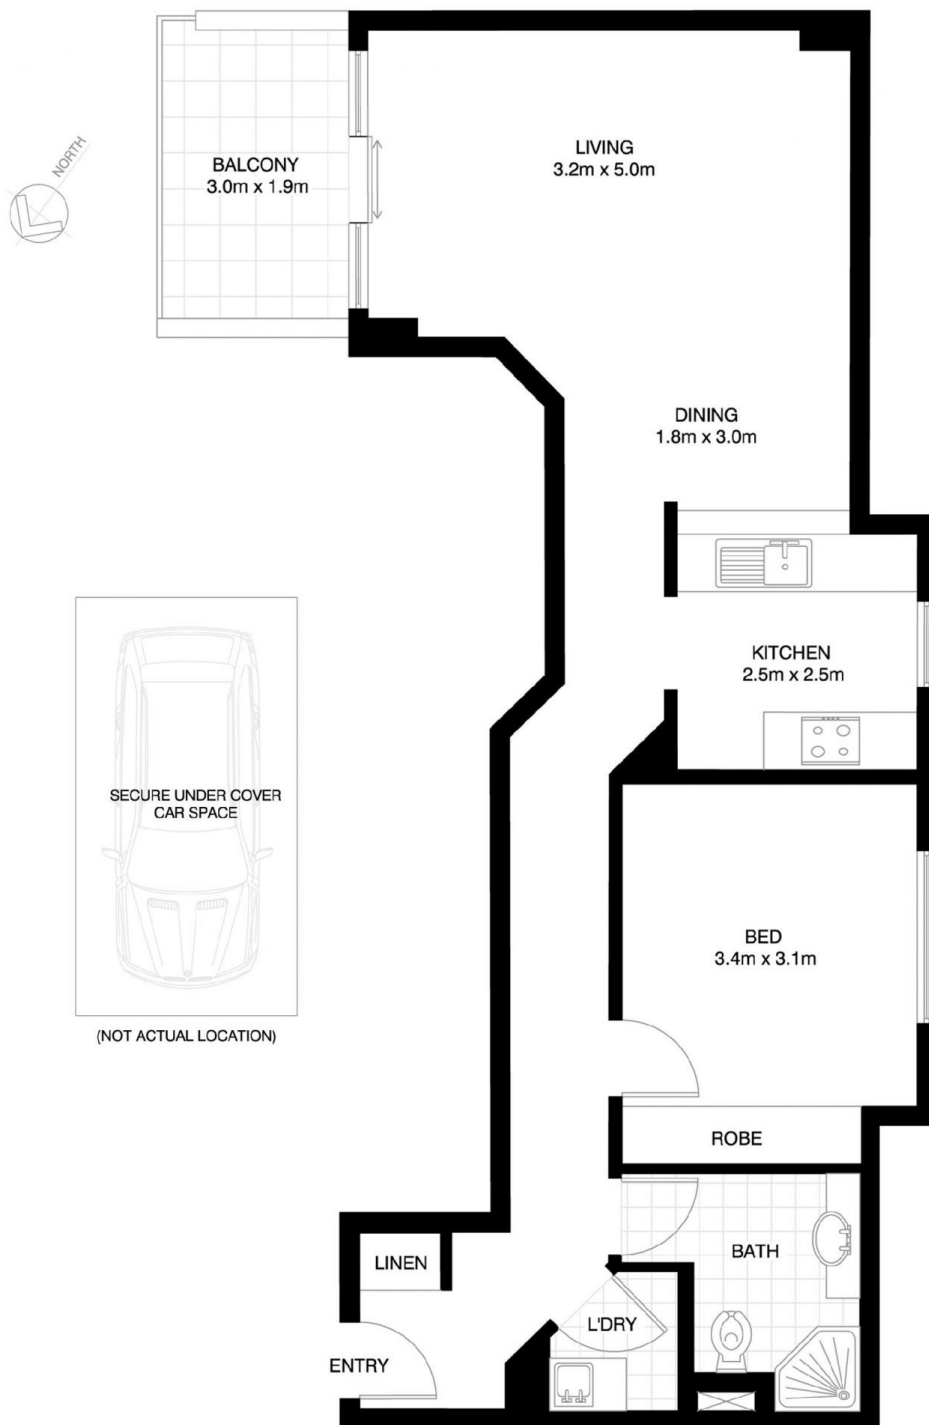 NORTH
BALCONY
3.0m x 1.9m
LIVING
3.2m x 5.0m
DINING
1.8m x 3.0m
KITCHEN
2.5m x 2.5m
SECURE UNDER COVER
CAR SPACE
(NOT ACTUAL LOCATION)
BED
3.4m x 3.1m
ROBE
BATH
LINEN
L'DRY
ENTRY